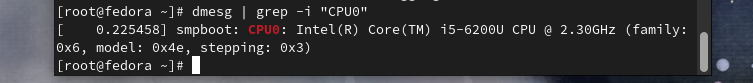 [root@fedora ~]# dmesg | grep -i "CPU0"
[    0.225458] smpboot: CPU0: Intel(R) Core(TM) i5-6200U CPU @ 2.30GHz (family:
0x6, model: 0x4e, stepping: 0x3)
[root@fedora ~]#